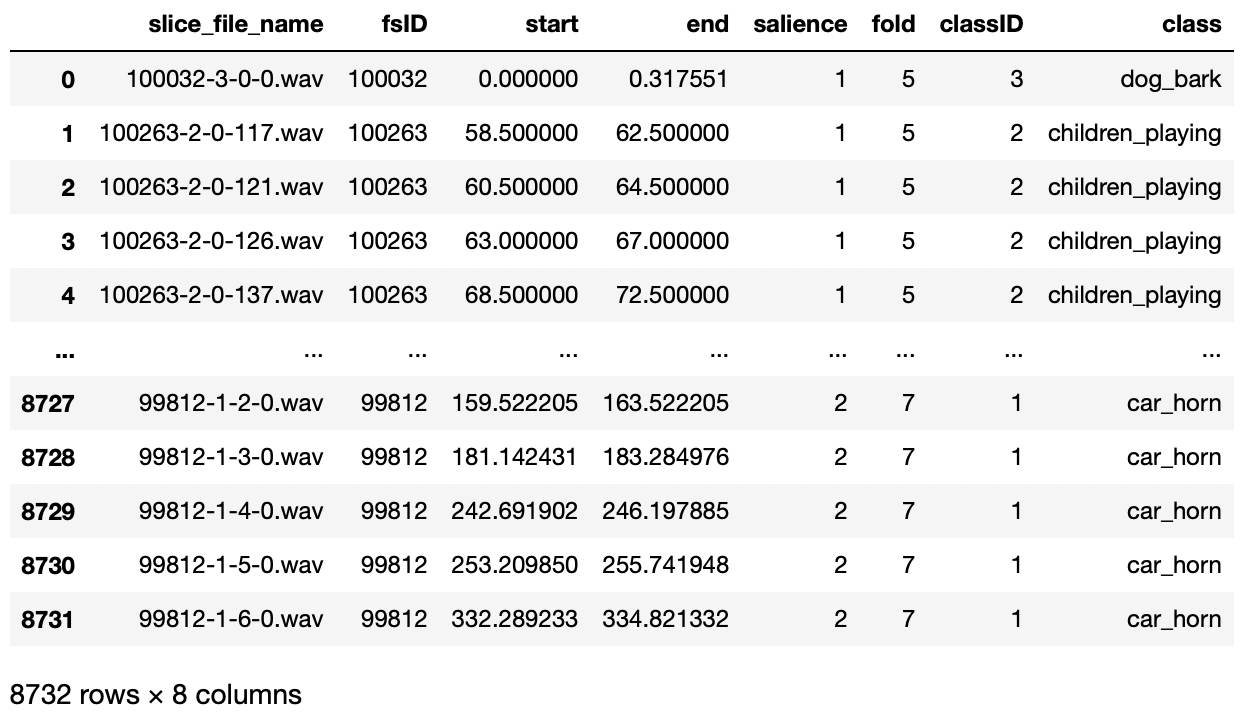 slice_file_name fsID start end salience fold classID class
0 100032-3-0-0.wav 100032 0.000000 0.317551 1 5 3 dog_bark
1 100263-2-0-117.wav 100263 58.500000 62.500000 1 5 2 children_playing
2 100263-2-0-121.wav 100263 60.500000 64.500000 1 5 2 children_playing
3 100263-2-0-126.wav 100263 63.000000 67.000000 1 5 2 children_playing
4 100263-2-0-137.wav 100263 68.500000 72.500000 1 5 2 children_playing
... ... ... ... ... ... ... ... ...
8727 99812-1-2-0.wav 99812 159.522205 163.522205 2 7 1 car_horn
8728 99812-1-3-0.wav 99812 181.142431 183.284976 2 7 1 car_horn
8729 99812-1-4-0.wav 99812 242.691902 246.197885 2 7 1 car_horn
8730 99812-1-5-0.wav 99812 253.209850 255.741948 2 7 1 car_horn
8731 99812-1-6-0.wav 99812 332.289233 334.821332 2 7 1 car_horn
8732 rows × 8 columns